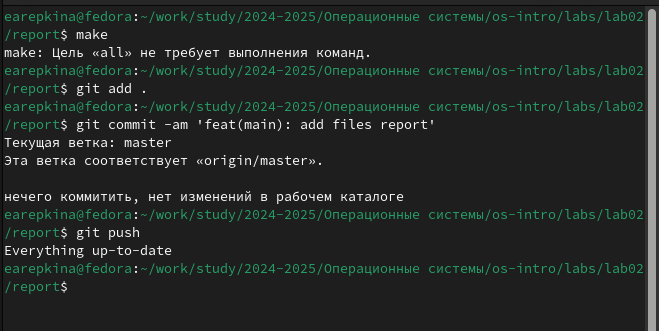 earepkina@fedora:~/work/study/2024-2025/Операционные системы/os-intro/labs/lab02
/report$ make
make: Цель «all» не требует выполнения команд.
earepkina@fedora:~/work/study/2024-2025/Операционные системы/os-intro/labs/lab02
/report$ git add .
earepkina@fedora:~/work/study/2024-2025/Операционные системы/os-intro/labs/lab02
/report$ git commit -am 'feat(main): add files report'
Текущая ветка: master
Эта ветка соответствует «origin/master».
нечего коммитить, нет изменений в рабочем каталоге
earepkina@fedora:~/work/study/2024-2025/Операционные системы/os-intro/labs/lab02
/report$ git push
Everything up-to-date
earepkina@fedora:~/work/study/2024-2025/Операционные системы/os-intro/labs/lab02
/report$